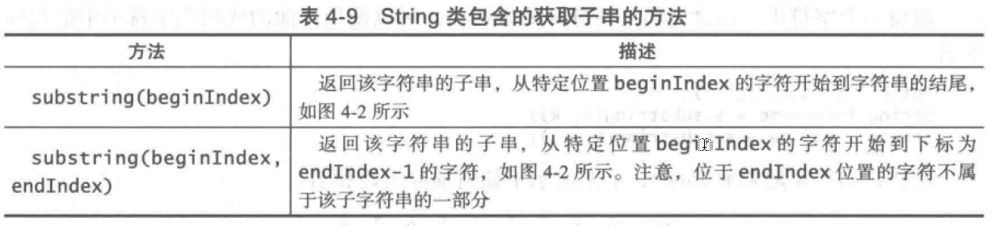 表 4-9 String 类包含的获取子串的方法
方法 描述
substring(beginIndex) 返回该字符串的子串，从特定位置 beginIndex 的字符开始到字符串的结尾，
如图 4-2 所示
substring(beginIndex, 返回该字符串的子串，从特定位置 beginIndex 的字符开始到下标为
endIndex) endIndex-1 的字符，如图 4-2 所示。注意，位于 endIndex 位置的字符不属
于该子字符串的一部分